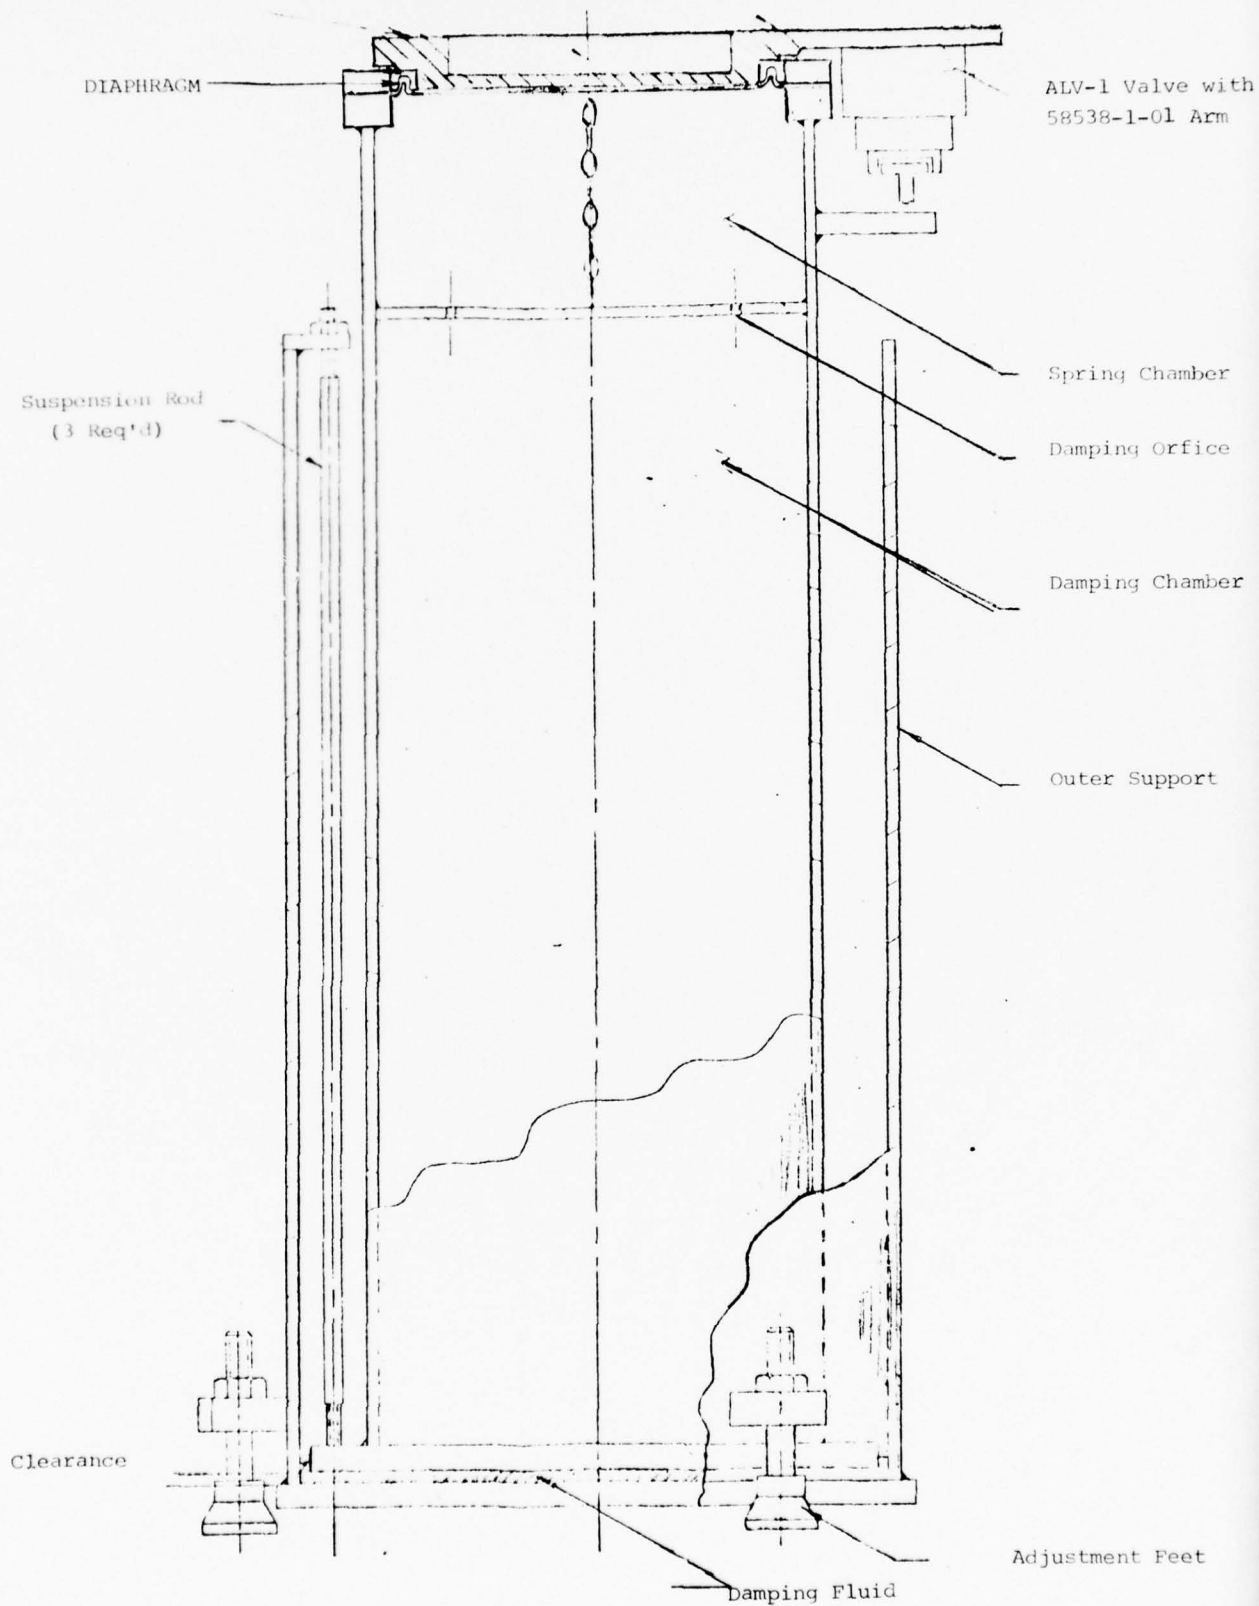 DIAPHRAGM
ALV-1 Valve with
58538-1-01 Arm
Spring Chamber
Suspension Rod
(3 Req'd)
Damping Orfice
Damping Chamber
Outer Support
Clearance
Adjustment Feet
Damping Fluid